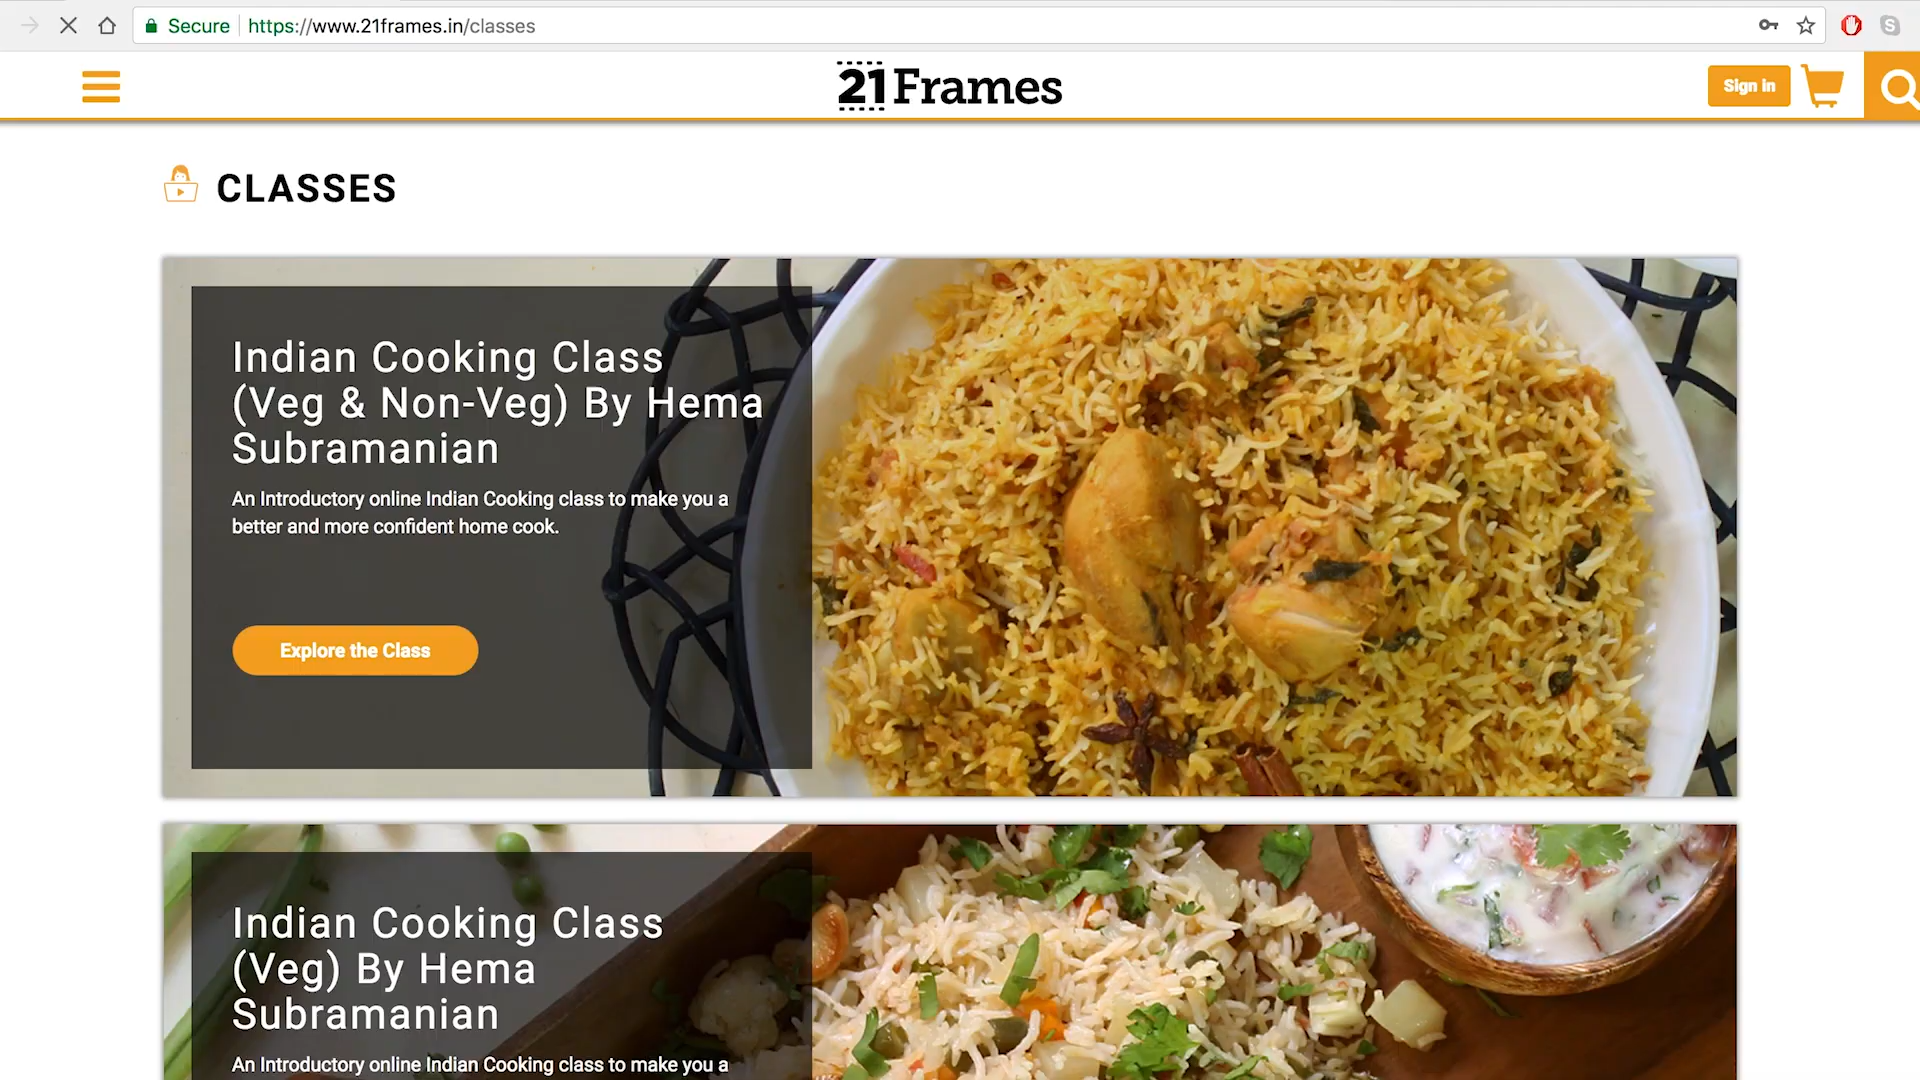 Secure https://www.21frames.in/classes
21Frames
Sign in
CLASSES
Indian Cooking Class
(Veg & Non-Veg) By Hema
Subramanian
An Introductory online Indian Cooking class to make you a
better and more confident home cook.
Explore the Class
Indian Cooking Class
(Veg) By Hema
Subramanian
An Introductory online Indian Cooking class to make you a